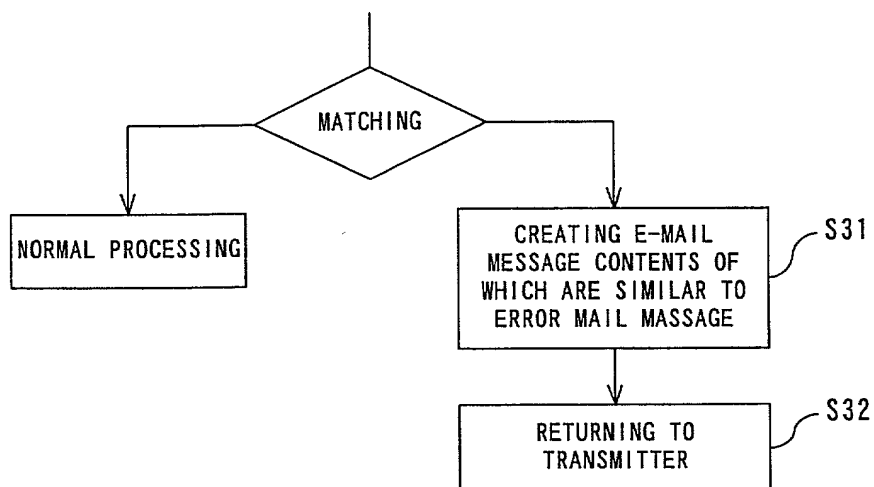 MATCHING
NORMAL PROCESSING
CREATING E-MAIL
MESSAGE CONTENTS OF
WHICH ARE SIMILAR TO
ERROR MAIL MASSAGE
S31
RETURNING TO
TRANSMITTER
S32